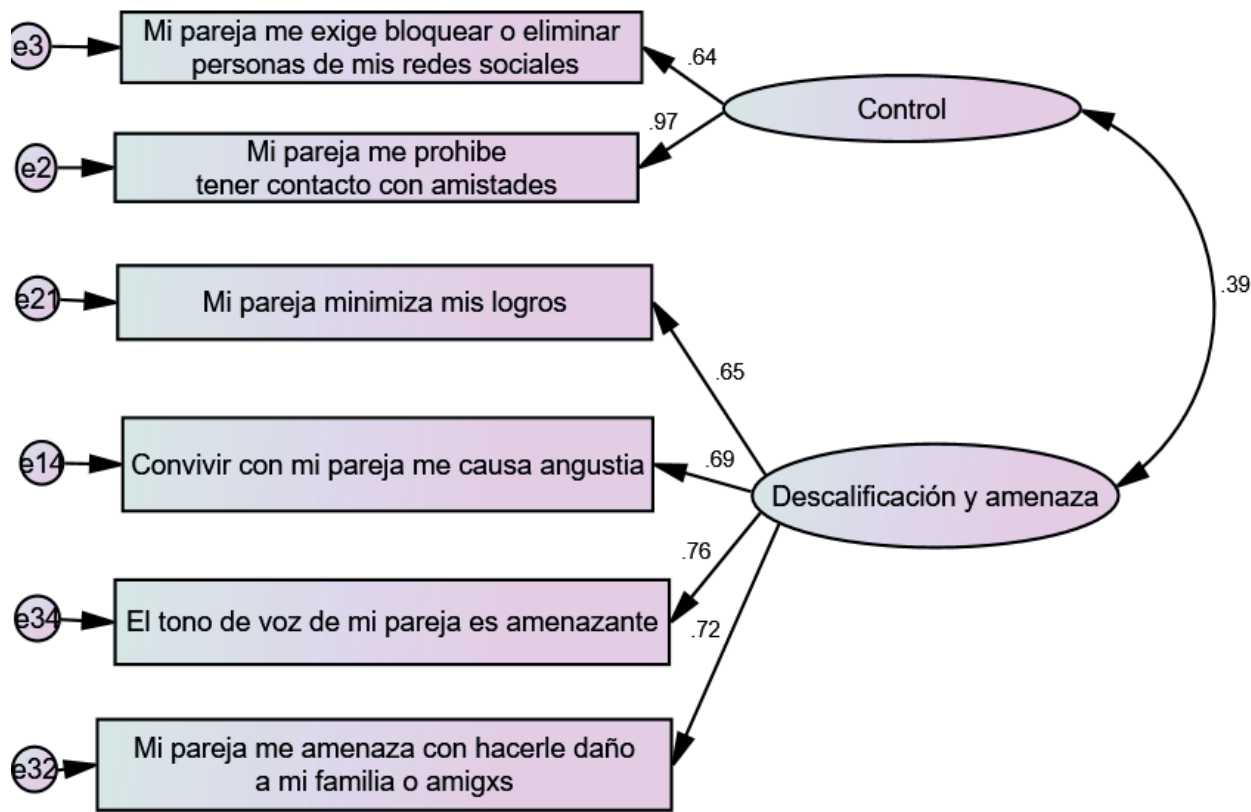 e3
Mi pareja me exige bloquear o eliminar
personas de mis redes sociales
.64
Control
.97
e2
Mi pareja me prohibe
tener contacto con amistades
e21
Mi pareja minimiza mis logros
.39
.65
e14
Convivir con mi pareja me causa angustia
.69
Descalificación y amenaza
.76
e34
El tono de voz de mi pareja es amenazante
.72
e32
Mi pareja me amenaza con hacerle daño
a mi familia o amigxs